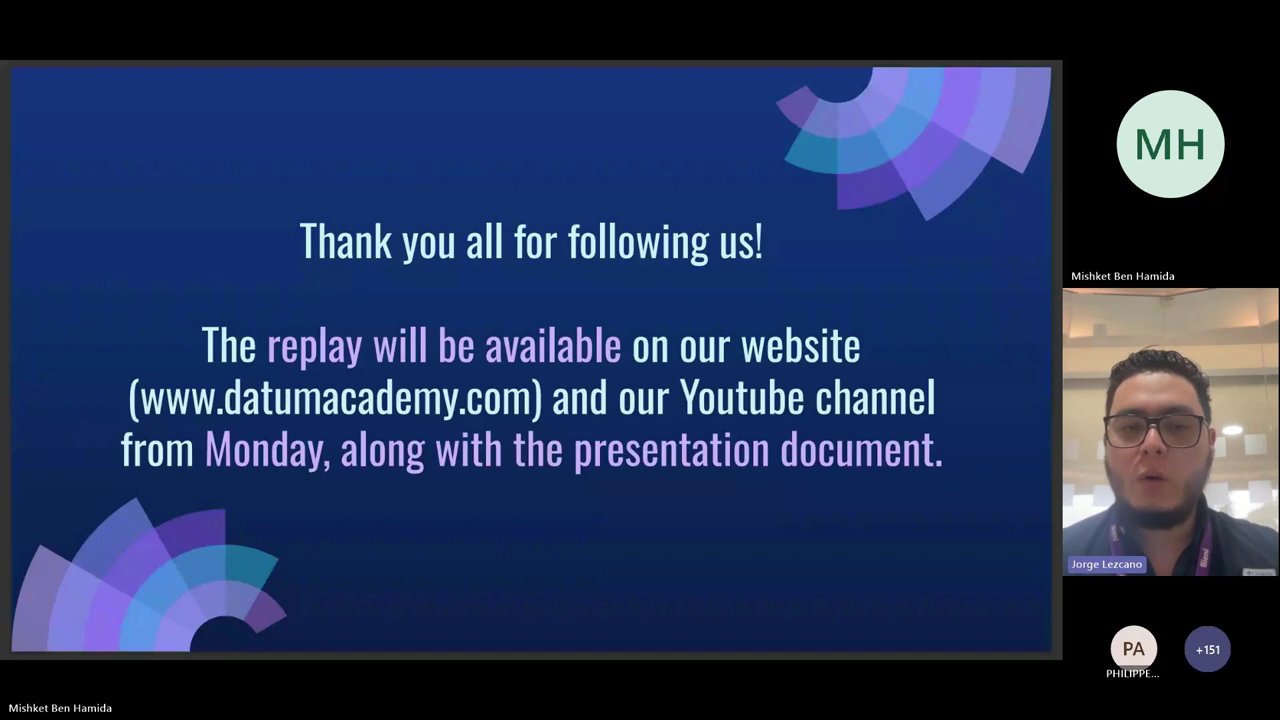 Thank you all for following us!
The replay will be available on our website
(www.datumacademy.com) and our Youtube channel
from Monday, along with the presentation document.
MH
Mishket Ben Hamida
Jorge Lezcano
PA
PHILIPPE...
+151
Mishket Ben Hamida